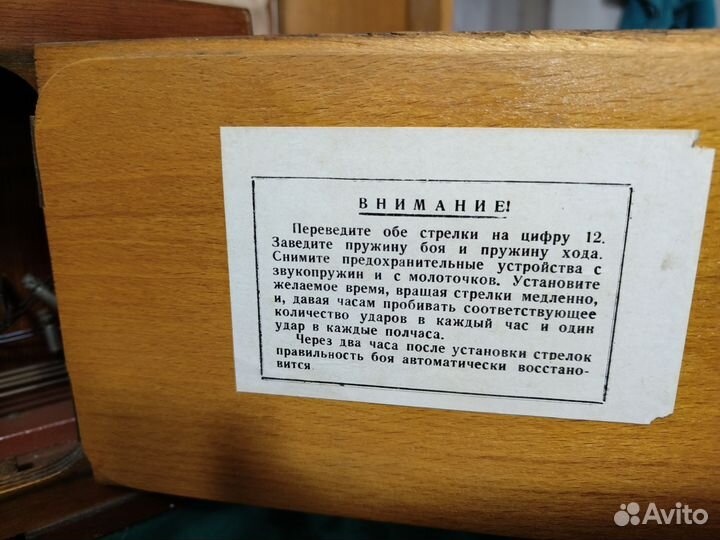 ВНИМАНИЕ!
Переведите обе стрелки на цифру 12.
Заведите пружину боя и пружину хода.
Снимите предохранительные устройства с
звукопружин и с молоточков. Установите
желаемое время, вращая стрелки медленно,
и, давая часам пробивать соответствующее
количество ударов в каждый час и один
удар в каждые полчаса.
Через два часа после установки стрелок
правильность боя автоматически восстано-
вится
Avito